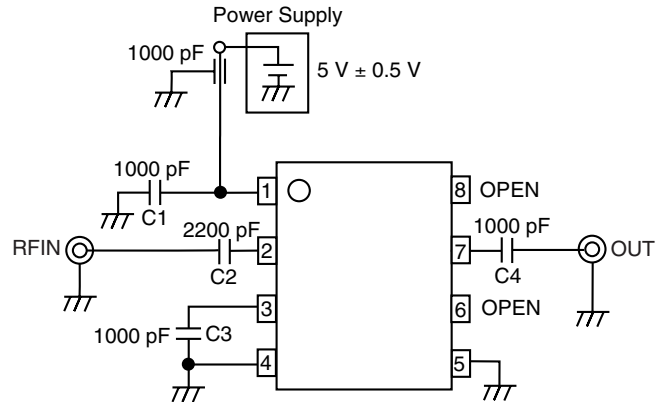 Power Supply
1000 pF
5 V ± 0.5 V
1000 pF
C1
1
8 OPEN
RFIN
2200 pF
C2
2
7
1000 pF
C4
OUT
3
1000 pF C3
6 OPEN
4
5